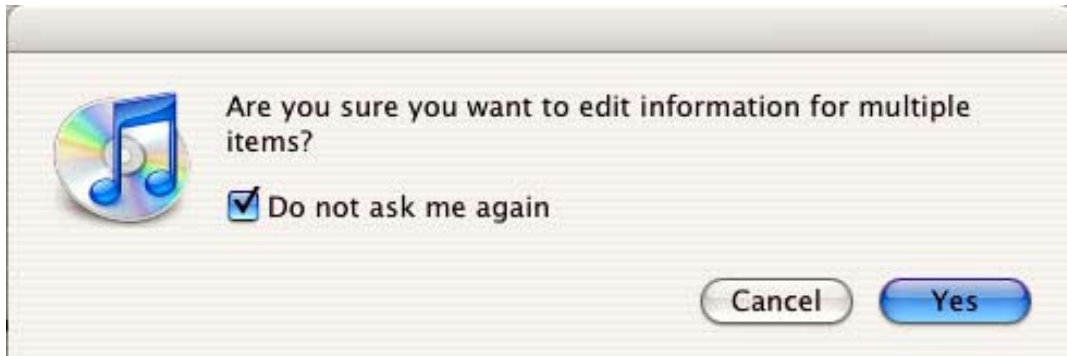 Are you sure you want to edit information for multiple
items?
Do not ask me again
Cancel
Yes